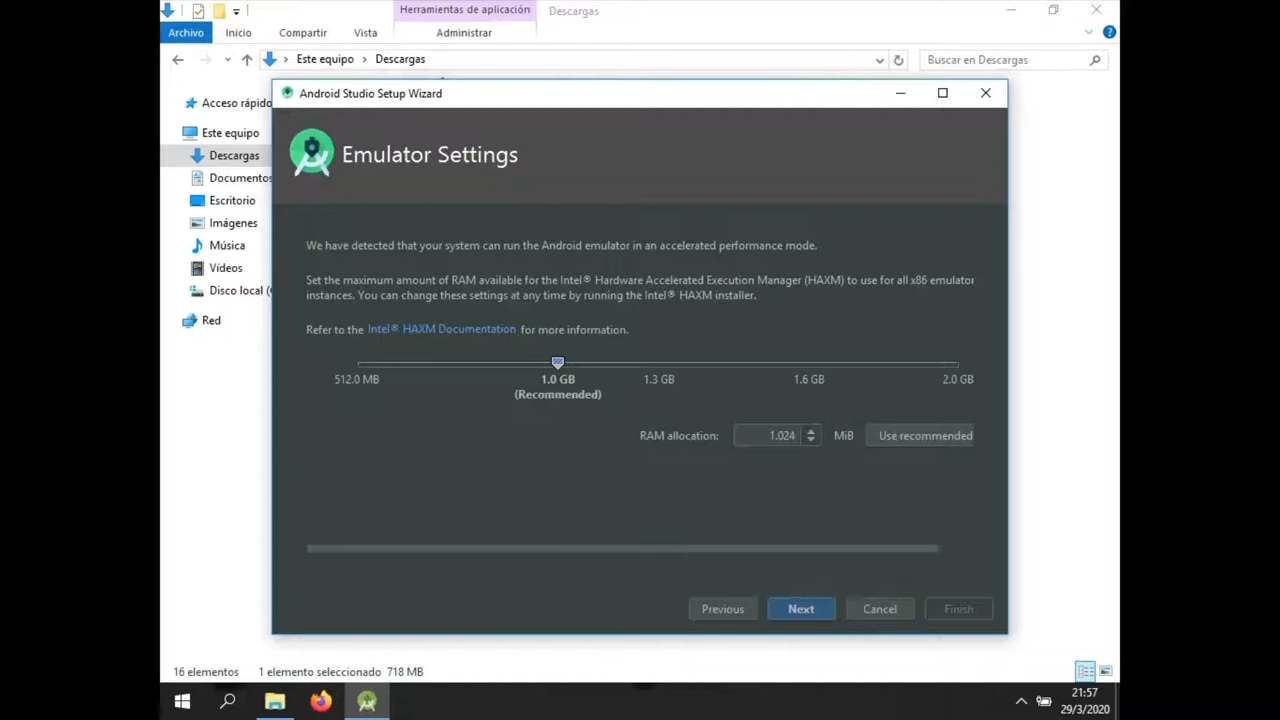 Herramientas de aplicación
Descargas
Archivo
Inicio
Compartir
Vista
Administrar
Este equipo
Descargas
Buscar en Descargas
Acceso rápido
Este equipo
Descargas
Documentos
Escritorio
Imágenes
Música
Vídeos
Disco local (
Red
Android Studio Setup Wizard
Emulator Settings
We have detected that your system can run the Android emulator in an accelerated performance mode.
Set the maximum amount of RAM available for the Intel® Hardware Accelerated Execution Manager (HAXM) to use for all x86 emulator
instances. You can change these settings at any time by running the Intel® HAXM installer.
Refer to the Intel® HAXM Documentation for more information.
512.0 MB 1.0 GB 1.3 GB 1.6 GB 2.0 GB
(Recommended)
RAM allocation: 1.024 MiB Use recommended
Previous Next Cancel Finish
16 elementos 1 elemento seleccionado 718 MB
21:57
29/3/2020